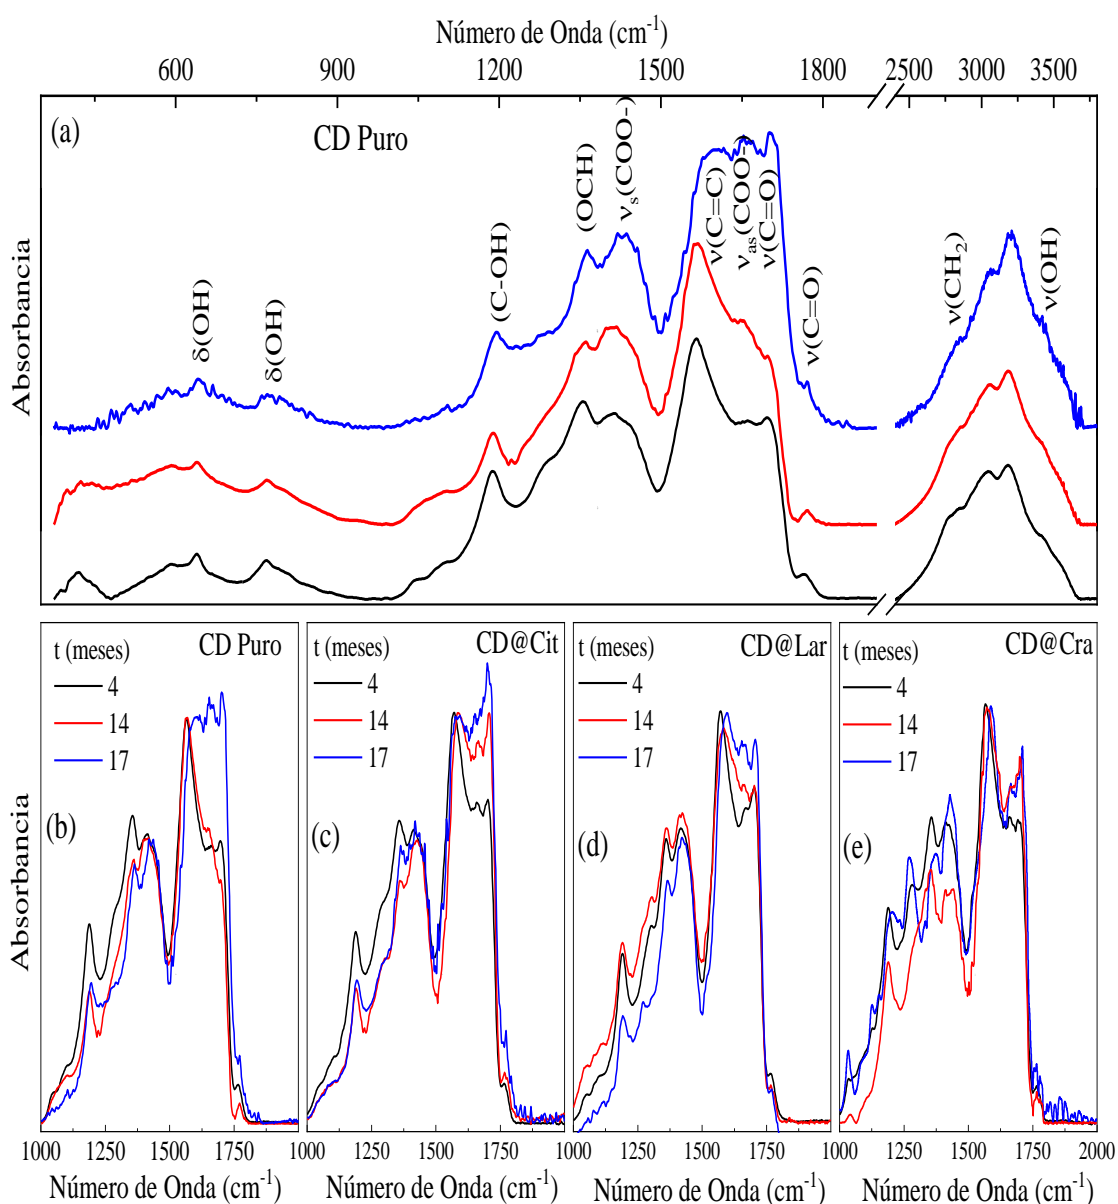 Número de Onda (cm-1)
600 900 1200 1500 1800 2500 3000 3500
(a)
CD Puro
Absorbancia
δ(OH)
δ(OH)
(C-OH)
(OCH)
νs(COO-)
ν(C=C)
νas(COO-)
ν(C=O)
ν(C=O)
ν(CH2)
ν(OH)
t (meses) CD Puro
4
14
17
(b)
t (meses) CD@Cit
4
14
17
(c)
t (meses) CD@Lar
4
14
17
(d)
t (meses) CD@Cra
4
14
17
(e)
Absorbancia
1000 1250 1500 1750 1000 1250 1500 1750 1000 1250 1500 1750 1000 1250 1500 1750 2000
Número de Onda (cm-1) Número de Onda (cm-1) Número de Onda (cm-1) Número de Onda (cm-1)